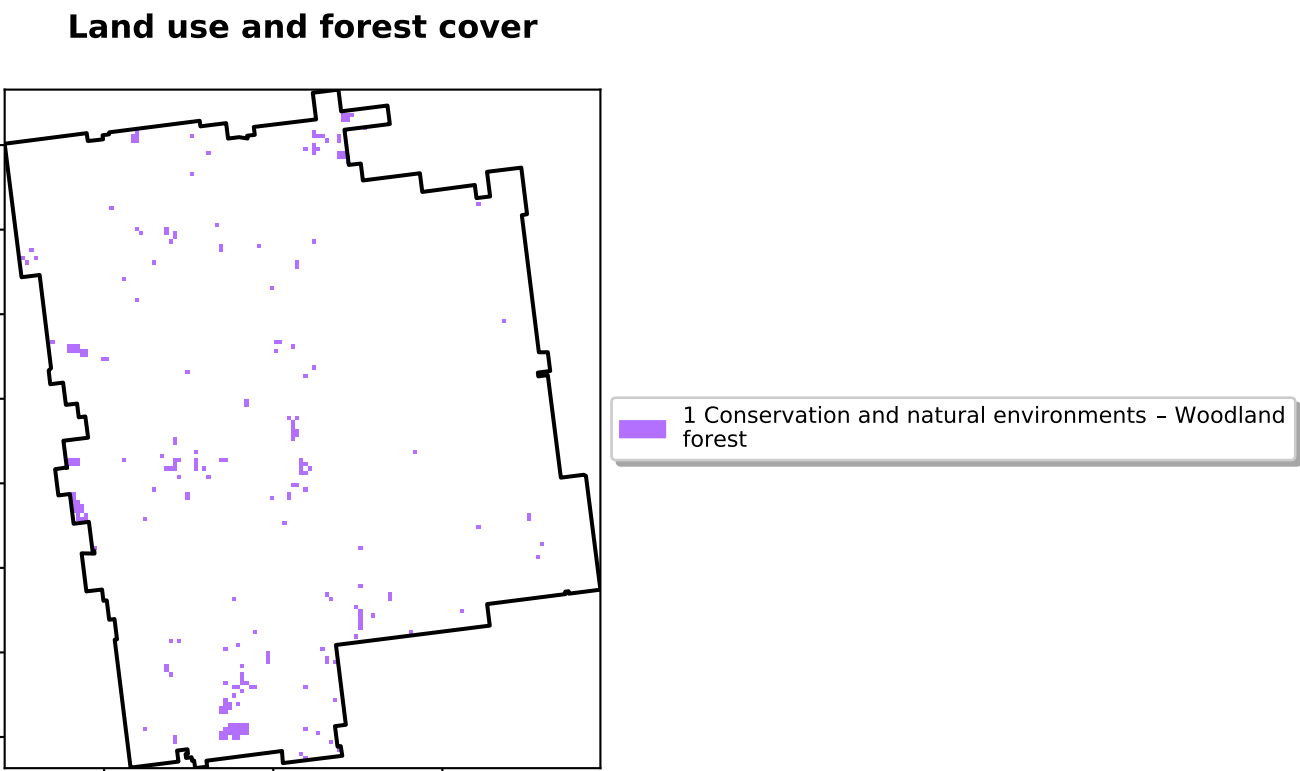 Land use and forest cover
1 Conservation and natural environments – Woodland
forest